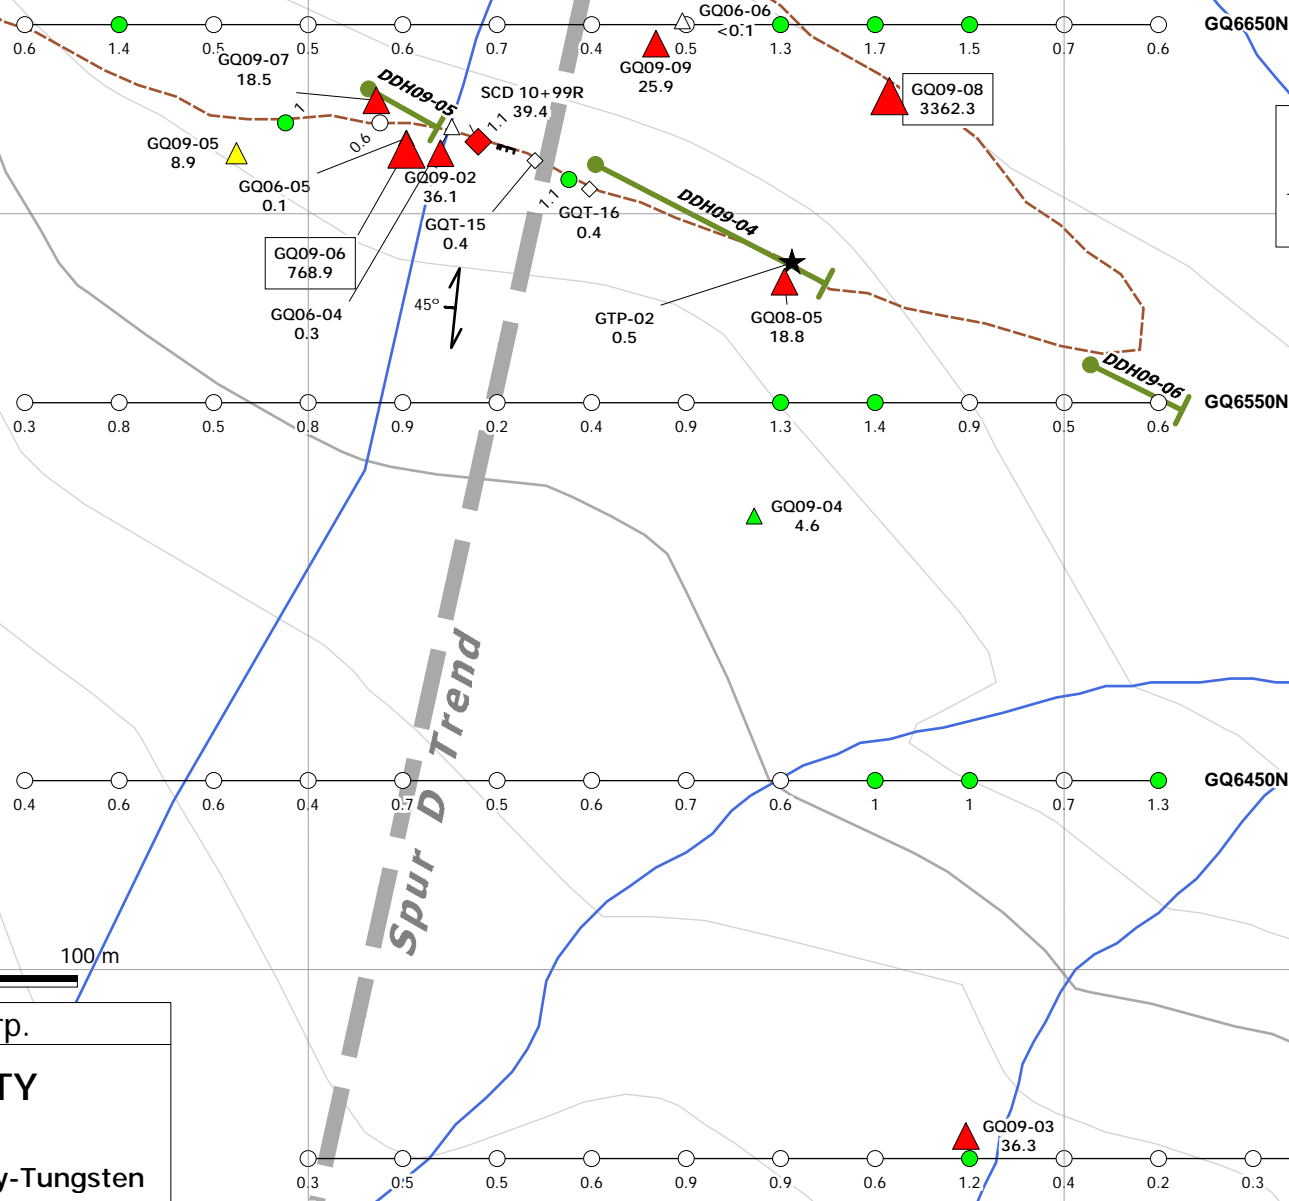 GQ06-06
<0.1
GQ6650N
0.6 1.4 0.5 0.5 0.6 0.7 0.4 0.5 1.3 1.7 1.5 0.7 0.6
GQ09-07
18.5
GQ09-09
25.9
DDH09-05
SCD 10+99R
39.4
GQ09-08
3362.3
1
1.1
0.6
GQ09-05
8.9
GQ06-05
0.1
GQ09-02
36.1
1.1
GQT-15
0.4
GQT-16
0.4
DDH09-04
GQ09-06
768.9
GQ06-04
0.3
45°
GTP-02
0.5
GQ08-05
18.8
DDH09-06
GQ6550N
0.3 0.8 0.5 0.8 0.9 0.2 0.4 0.9 1.3 1.4 0.9 0.5 0.6
GQ09-04
4.6
Spur D Trend
GQ6450N
0.4 0.6 0.6 0.4 0.7 0.5 0.6 0.7 0.6 1 1 0.7 1.3
100 m
rp.
TY
y-Tungsten
GQ09-03
36.3
0.3 0.5 0.5 0.6 0.9 0.9 0.6 1.2 0.4 0.2 0.3